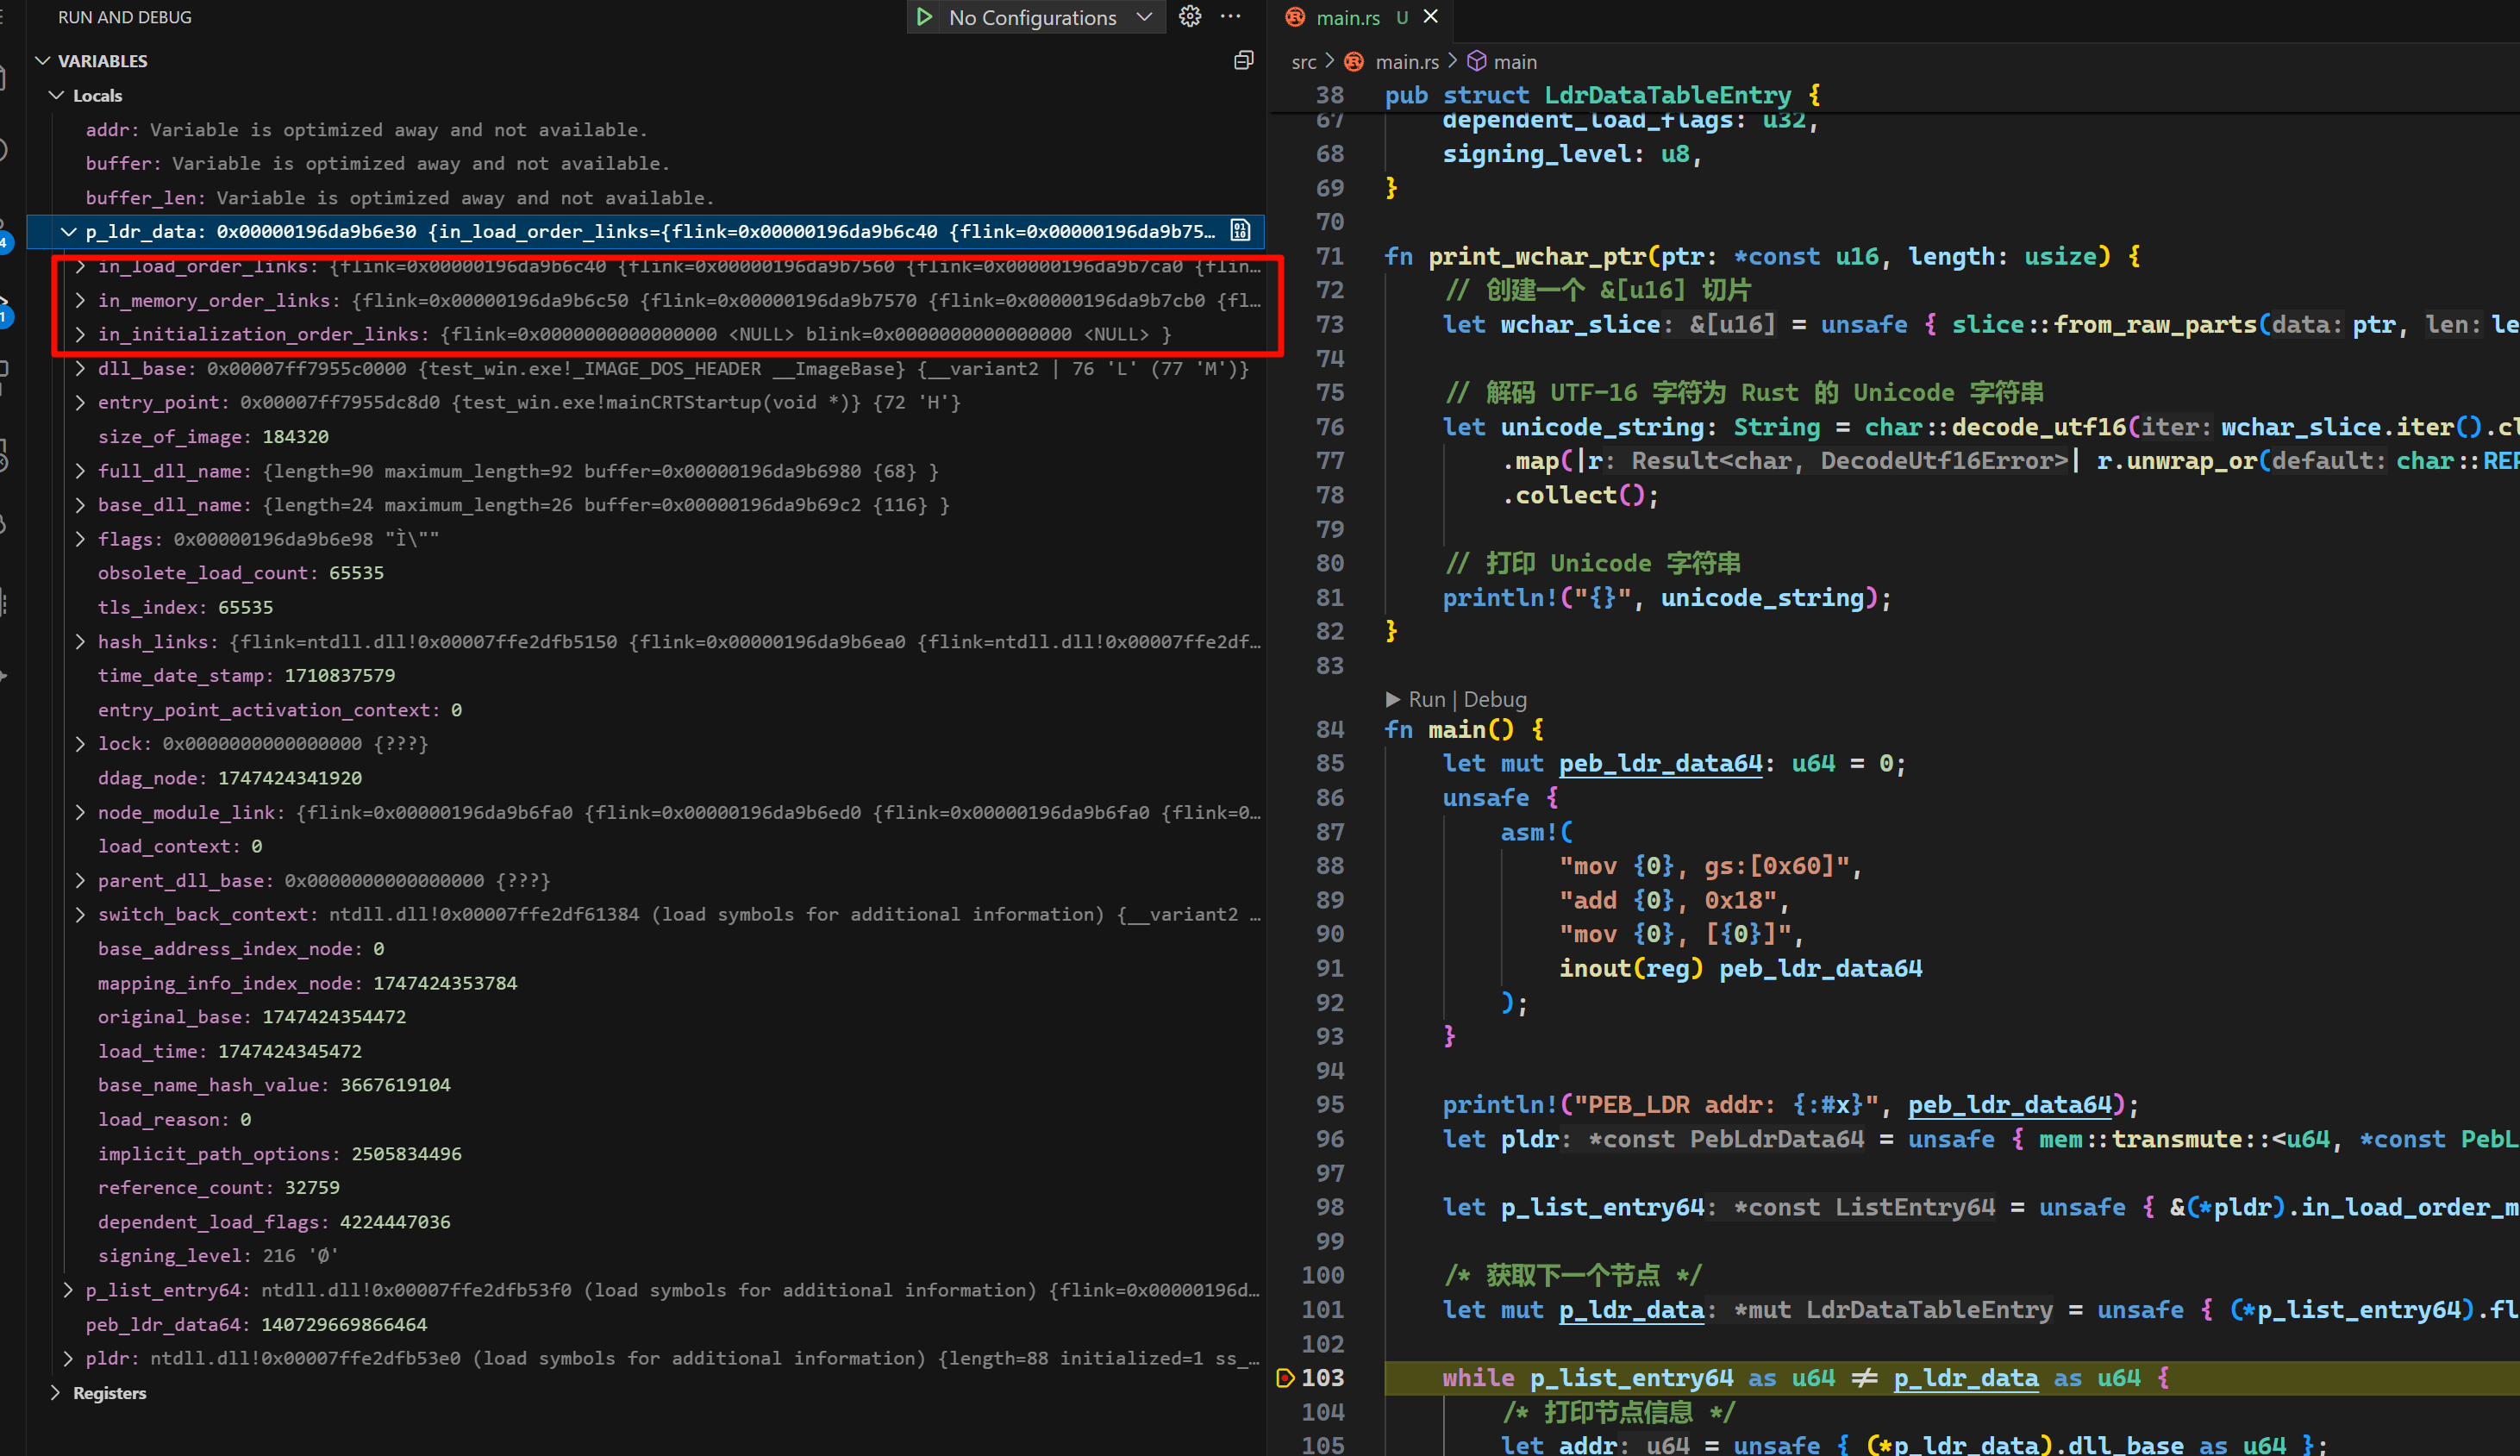 RUN AND DEBUG
No Configurations
VARIABLES
Locals
addr: Variable is optimized away and not available.
buffer: Variable is optimized away and not available.
buffer_len: Variable is optimized away and not available.
p_ldr_data: 0x00000196da9b6e30 {in_load_order_links={flink=0x00000196da9b6c40 {flink=0x00000196da9b75…
in_load_order_links: {flink=0x00000196da9b6c40 {flink=0x00000196da9b7560 {flink=0x00000196da9b7ca0 {flin…
in_memory_order_links: {flink=0x00000196da9b6c50 {flink=0x00000196da9b7570 {flink=0x00000196da9b7cb0 {fl…
in_initialization_order_links: {flink=0x0000000000000000 <NULL> blink=0x0000000000000000 <NULL> }
dll_base: 0x00007ff7955c0000 {test_win.exe!_IMAGE_DOS_HEADER __ImageBase} {__variant2 | 76 'L' (77 'M')}
entry_point: 0x00007ff7955dc8d0 {test_win.exe!mainCRTStartup(void *)} {72 'H'}
size_of_image: 184320
full_dll_name: {length=90 maximum_length=92 buffer=0x00000196da9b6980 {68} }
base_dll_name: {length=24 maximum_length=26 buffer=0x00000196da9b69c2 {116} }
flags: 0x00000196da9b6e98 "Ì\""
obsolete_load_count: 65535
tls_index: 65535
hash_links: {flink=ntdll.dll!0x00007ffe2dfb5150 {flink=0x00000196da9b6ea0 {flink=ntdll.dll!0x00007ffe2df…
time_date_stamp: 1710837579
entry_point_activation_context: 0
lock: 0x0000000000000000 {???}
ddag_node: 1747424341920
node_module_link: {flink=0x00000196da9b6fa0 {flink=0x00000196da9b6ed0 {flink=0x00000196da9b6fa0 {flink=0…
load_context: 0
parent_dll_base: 0x0000000000000000 {???}
switch_back_context: ntdll.dll!0x00007ffe2df61384 (load symbols for additional information) {__variant2 …
base_address_index_node: 0
mapping_info_index_node: 1747424353784
original_base: 1747424354472
load_time: 1747424345472
base_name_hash_value: 3667619104
load_reason: 0
implicit_path_options: 2505834496
reference_count: 32759
dependent_load_flags: 4224447036
signing_level: 216 'Ø'
p_list_entry64: ntdll.dll!0x00007ffe2dfb53f0 (load symbols for additional information) {flink=0x00000196d…
peb_ldr_data64: 140729669866464
pldr: ntdll.dll!0x00007ffe2dfb53e0 (load symbols for additional information) {length=88 initialized=1 ss_…
Registers
4
1
main.rs U
src > main.rs > main
38 pub struct LdrDataTableEntry {
67 dependent_load_flags: u32,
68 signing_level: u8,
69 }
70
71 fn print_wchar_ptr(ptr: *const u16, length: usize) {
72 // 创建一个 &[u16] 切片
73 let wchar_slice: &[u16] = unsafe { slice::from_raw_parts(data: ptr, len: le
74
75 // 解码 UTF-16 字符为 Rust 的 Unicode 字符串
76 let unicode_string: String = char::decode_utf16(iter: wchar_slice.iter().cl
77 .map(|r: Result<char, DecodeUtf16Error>| r.unwrap_or(default: char::REP
78 .collect();
79
80 // 打印 Unicode 字符串
81 println!("{}", unicode_string);
82 }
83
Run | Debug
84 fn main() {
85 let mut peb_ldr_data64: u64 = 0;
86 unsafe {
87 asm!(
88 "mov {0}, gs:[0x60]",
89 "add {0}, 0x18",
90 "mov {0}, [{0}]",
91 inout(reg) peb_ldr_data64
92 );
93 }
94
95 println!("PEB_LDR addr: {:#x}", peb_ldr_data64);
96 let pldr: *const PebLdrData64 = unsafe { mem::transmute::<u64, *const PebL
97
98 let p_list_entry64: *const ListEntry64 = unsafe { &(*pldr).in_load_order_m
99
100 /* 获取下一个节点 */
101 let mut p_ldr_data: *mut LdrDataTableEntry = unsafe { (*p_list_entry64).fl
102
103 while p_list_entry64 as u64 != p_ldr_data as u64 {
104 /* 打印节点信息 */
105 let addr: u64 = unsafe { (*p_ldr_data).dll_base as u64 };